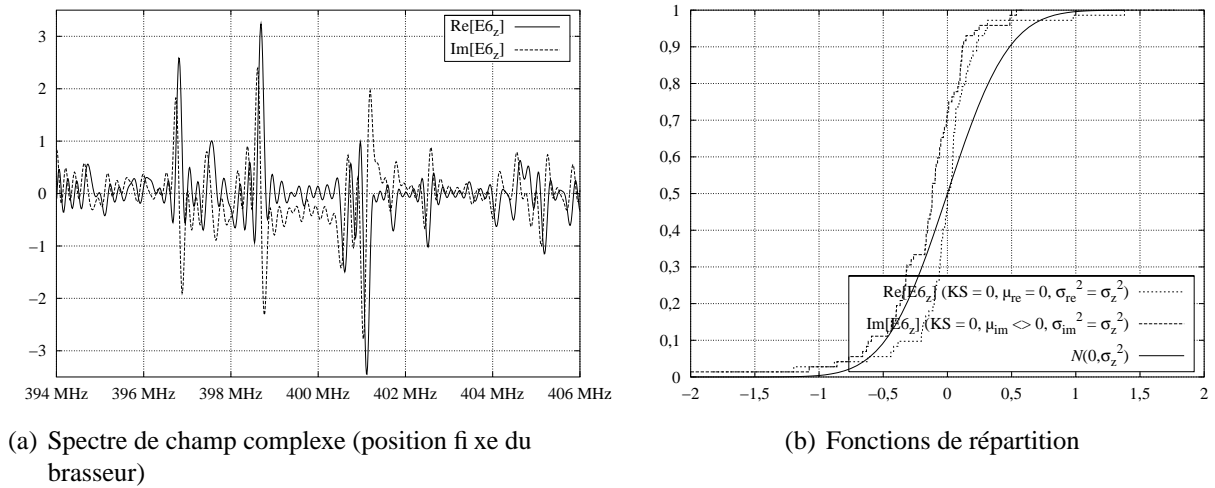 Re[E6z]
Im[E6z]
3
2
1
0
−1
−2
−3
394 MHz 396 MHz 398 MHz 400 MHz 402 MHz 404 MHz 406 MHz
(a) Spectre de champ complexe (position fi xe du
brasseur)
1
0,9
0,8
0,7
0,6
0,5
0,4
0,3
0,2
0,1
0
Re[E6z] (KS = 0, μre = 0, σre² = σz²)
Im[E6z] (KS = 0, μim <> 0, σim² = σz²)
N(0,σz²)
−2 −1,5 −1 −0,5 0 0,5 1 1,5 2
(b) Fonctions de répartition